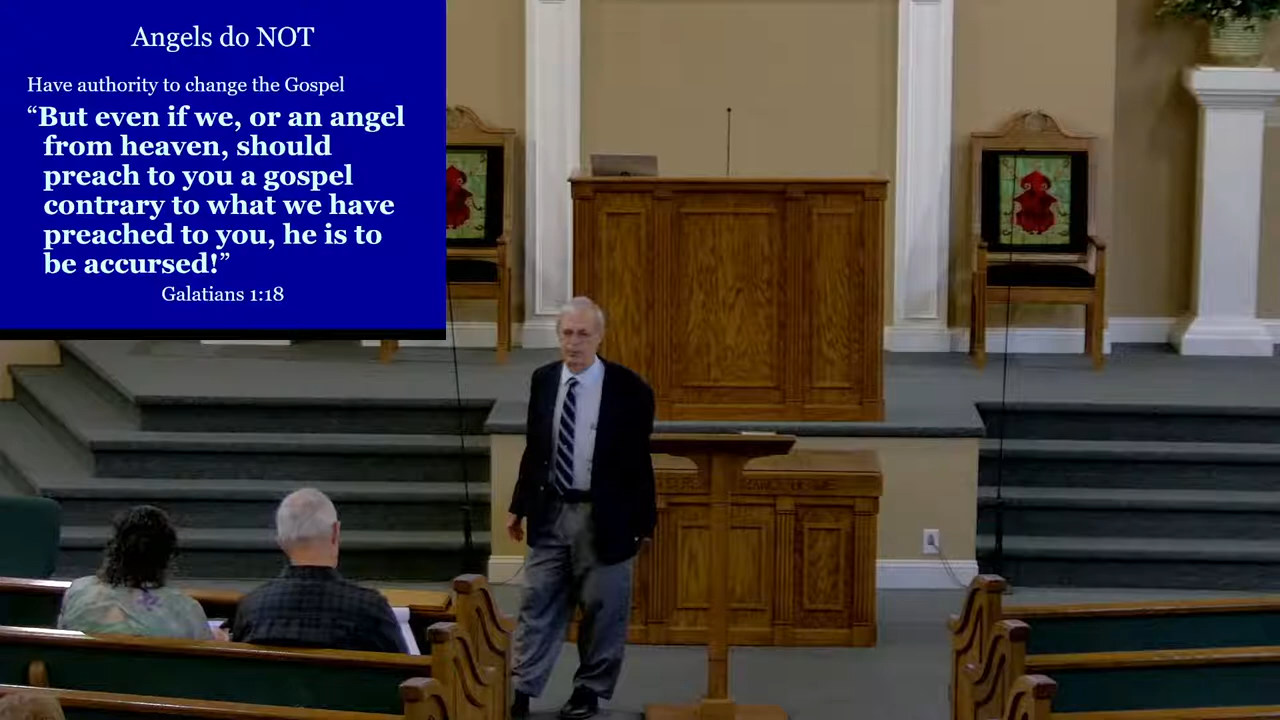 Angels do NOT
Have authority to change the Gospel
“But even if we, or an angel
from heaven, should
preach to you a gospel
contrary to what we have
preached to you, he is to
be accursed!”
Galatians 1:18